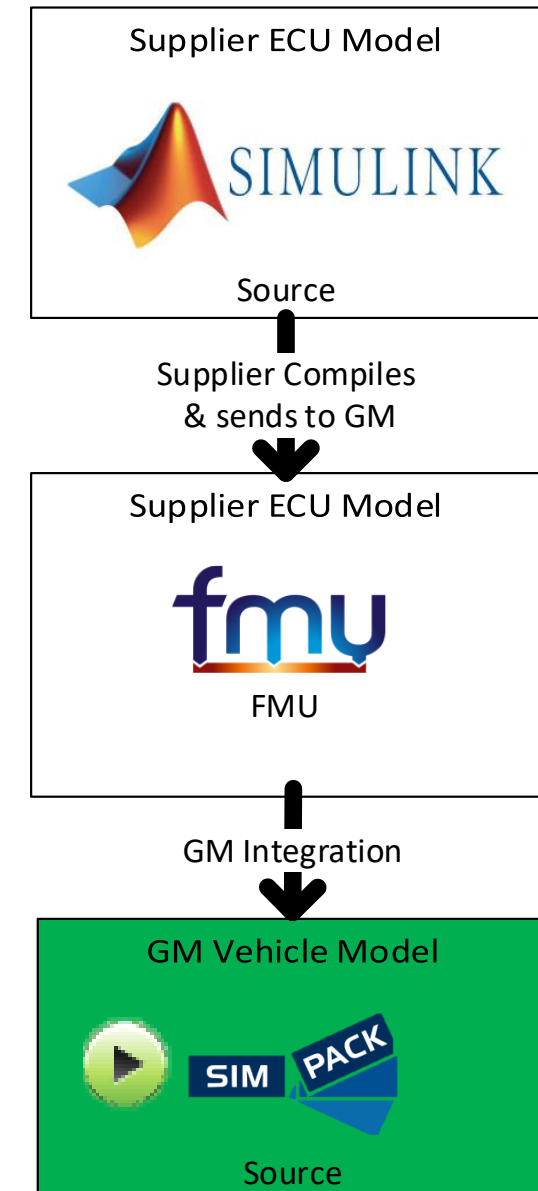 Supplier ECU Model
SIMULINK
Source
Supplier Compiles
& sends to GM
Supplier ECU Model
fmu
FMU
GM Integration
GM Vehicle Model
SIM PACK
Source